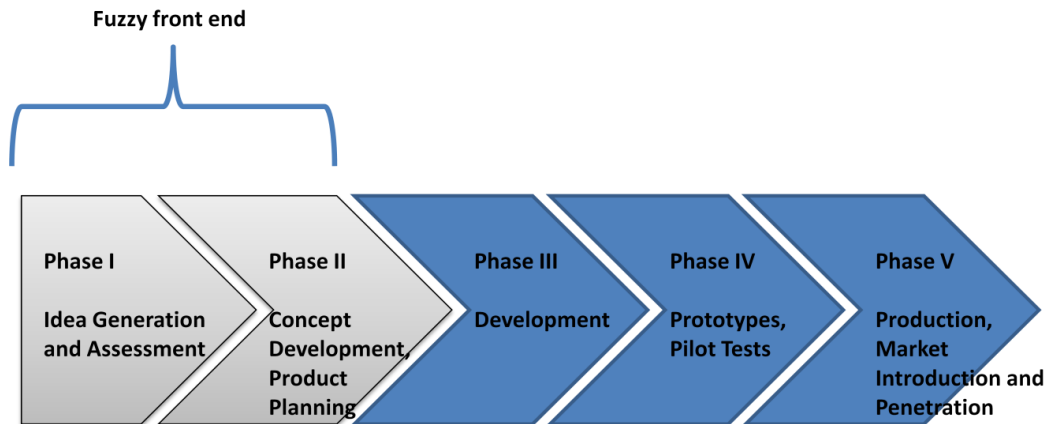 Fuzzy front end
Phase I
Idea Generation
and Assessment
Phase II
Concept
Development,
Product
Planning
Phase III
Development
Phase IV
Prototypes,
Pilot Tests
Phase V
Production,
Market
Introduction and
Penetration